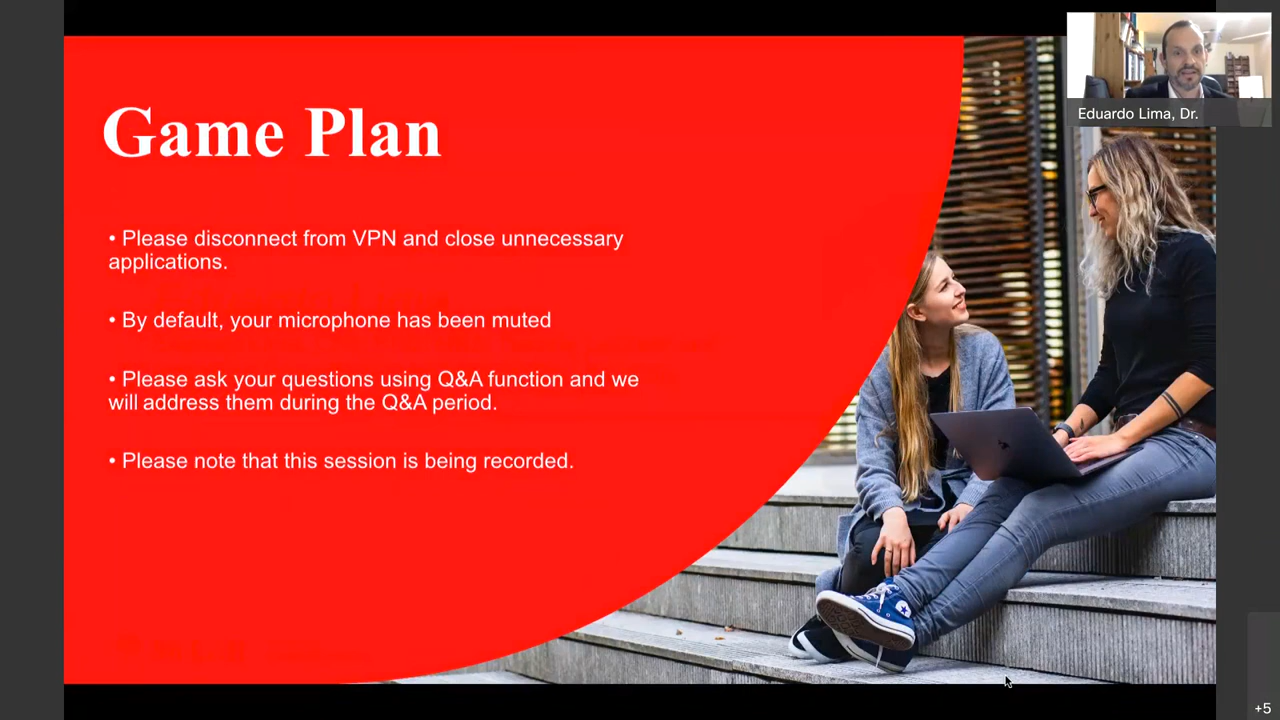 Game Plan
• Please disconnect from VPN and close unnecessary
applications.
• By default, your microphone has been muted
• Please ask your questions using Q&A function and we
will address them during the Q&A period.
• Please note that this session is being recorded.
Eduardo Lima, Dr.
+5